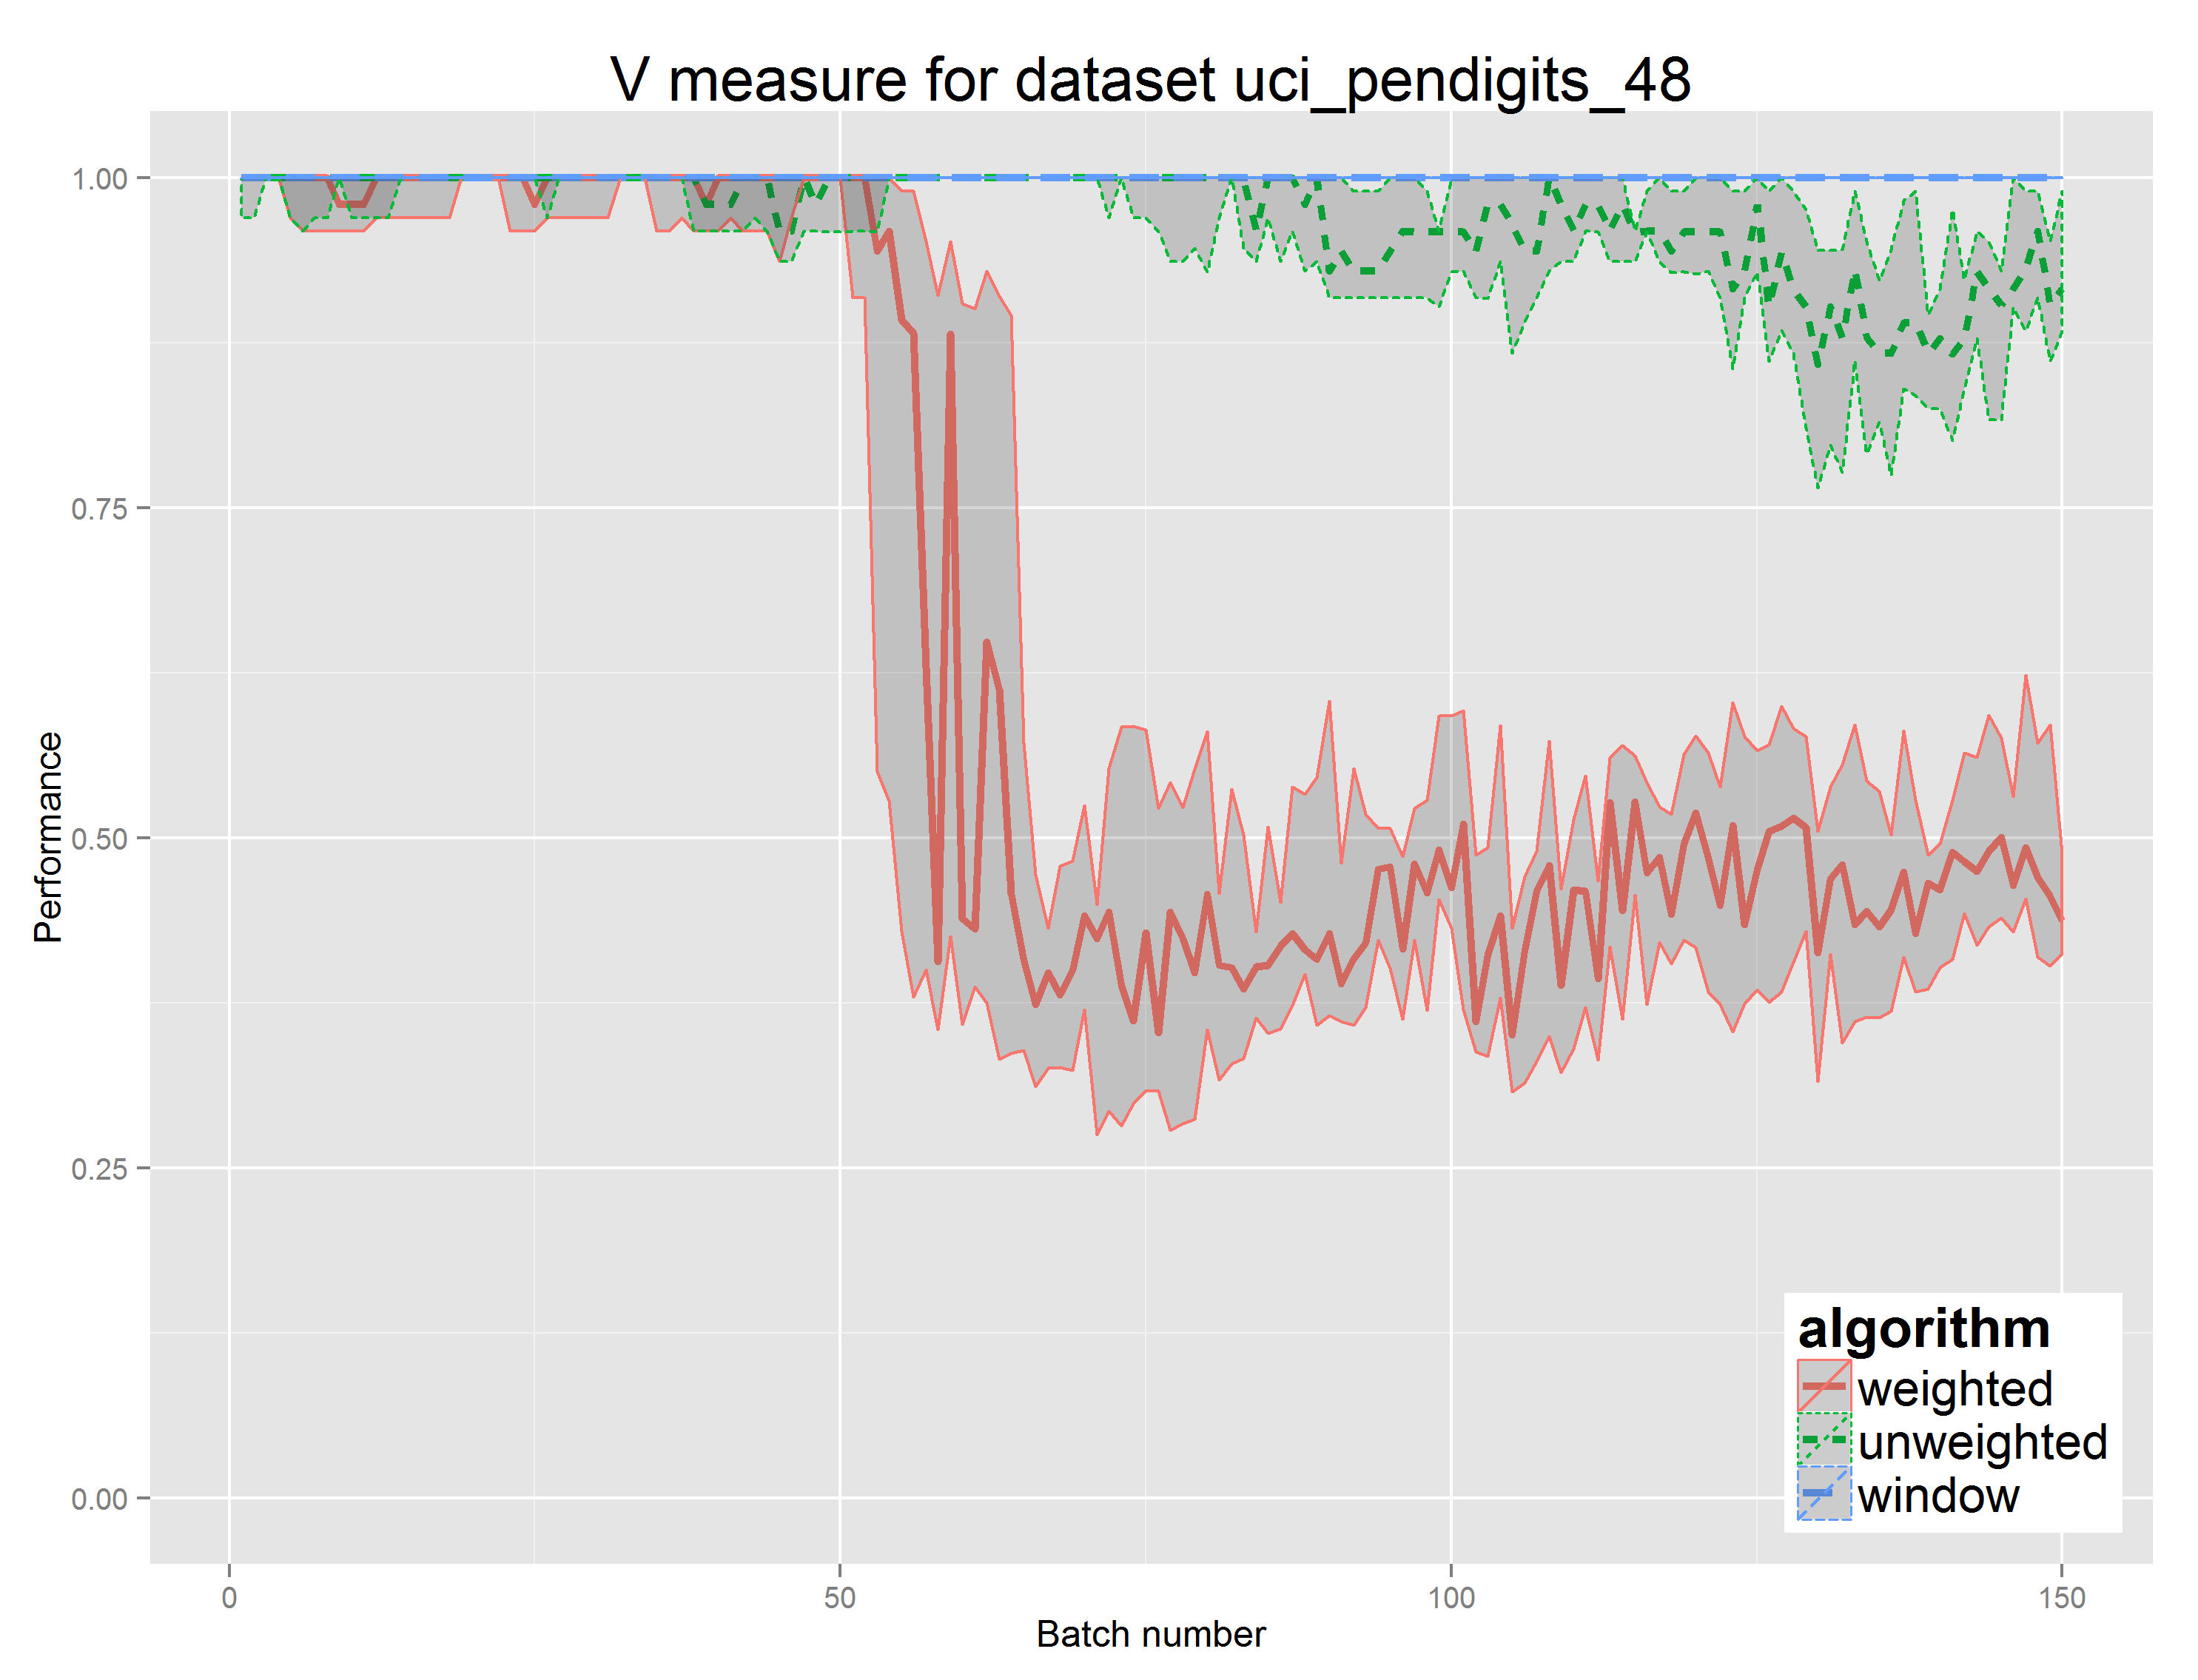 V measure for dataset uci_pendigits_48
Performance
1.00
0.75
0.50
0.25
0.00
0
50
100
150
Batch number
algorithm
weighted
unweighted
window